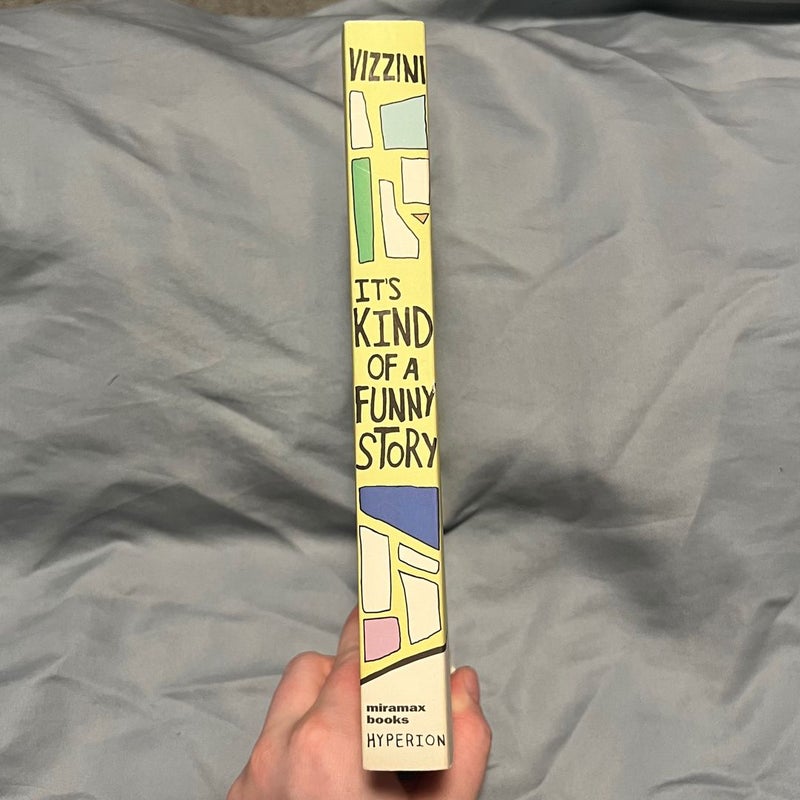 VIZZINI
IT'S
KIND
OF A
FUNNY
STORY
miramax
books
HYPERION